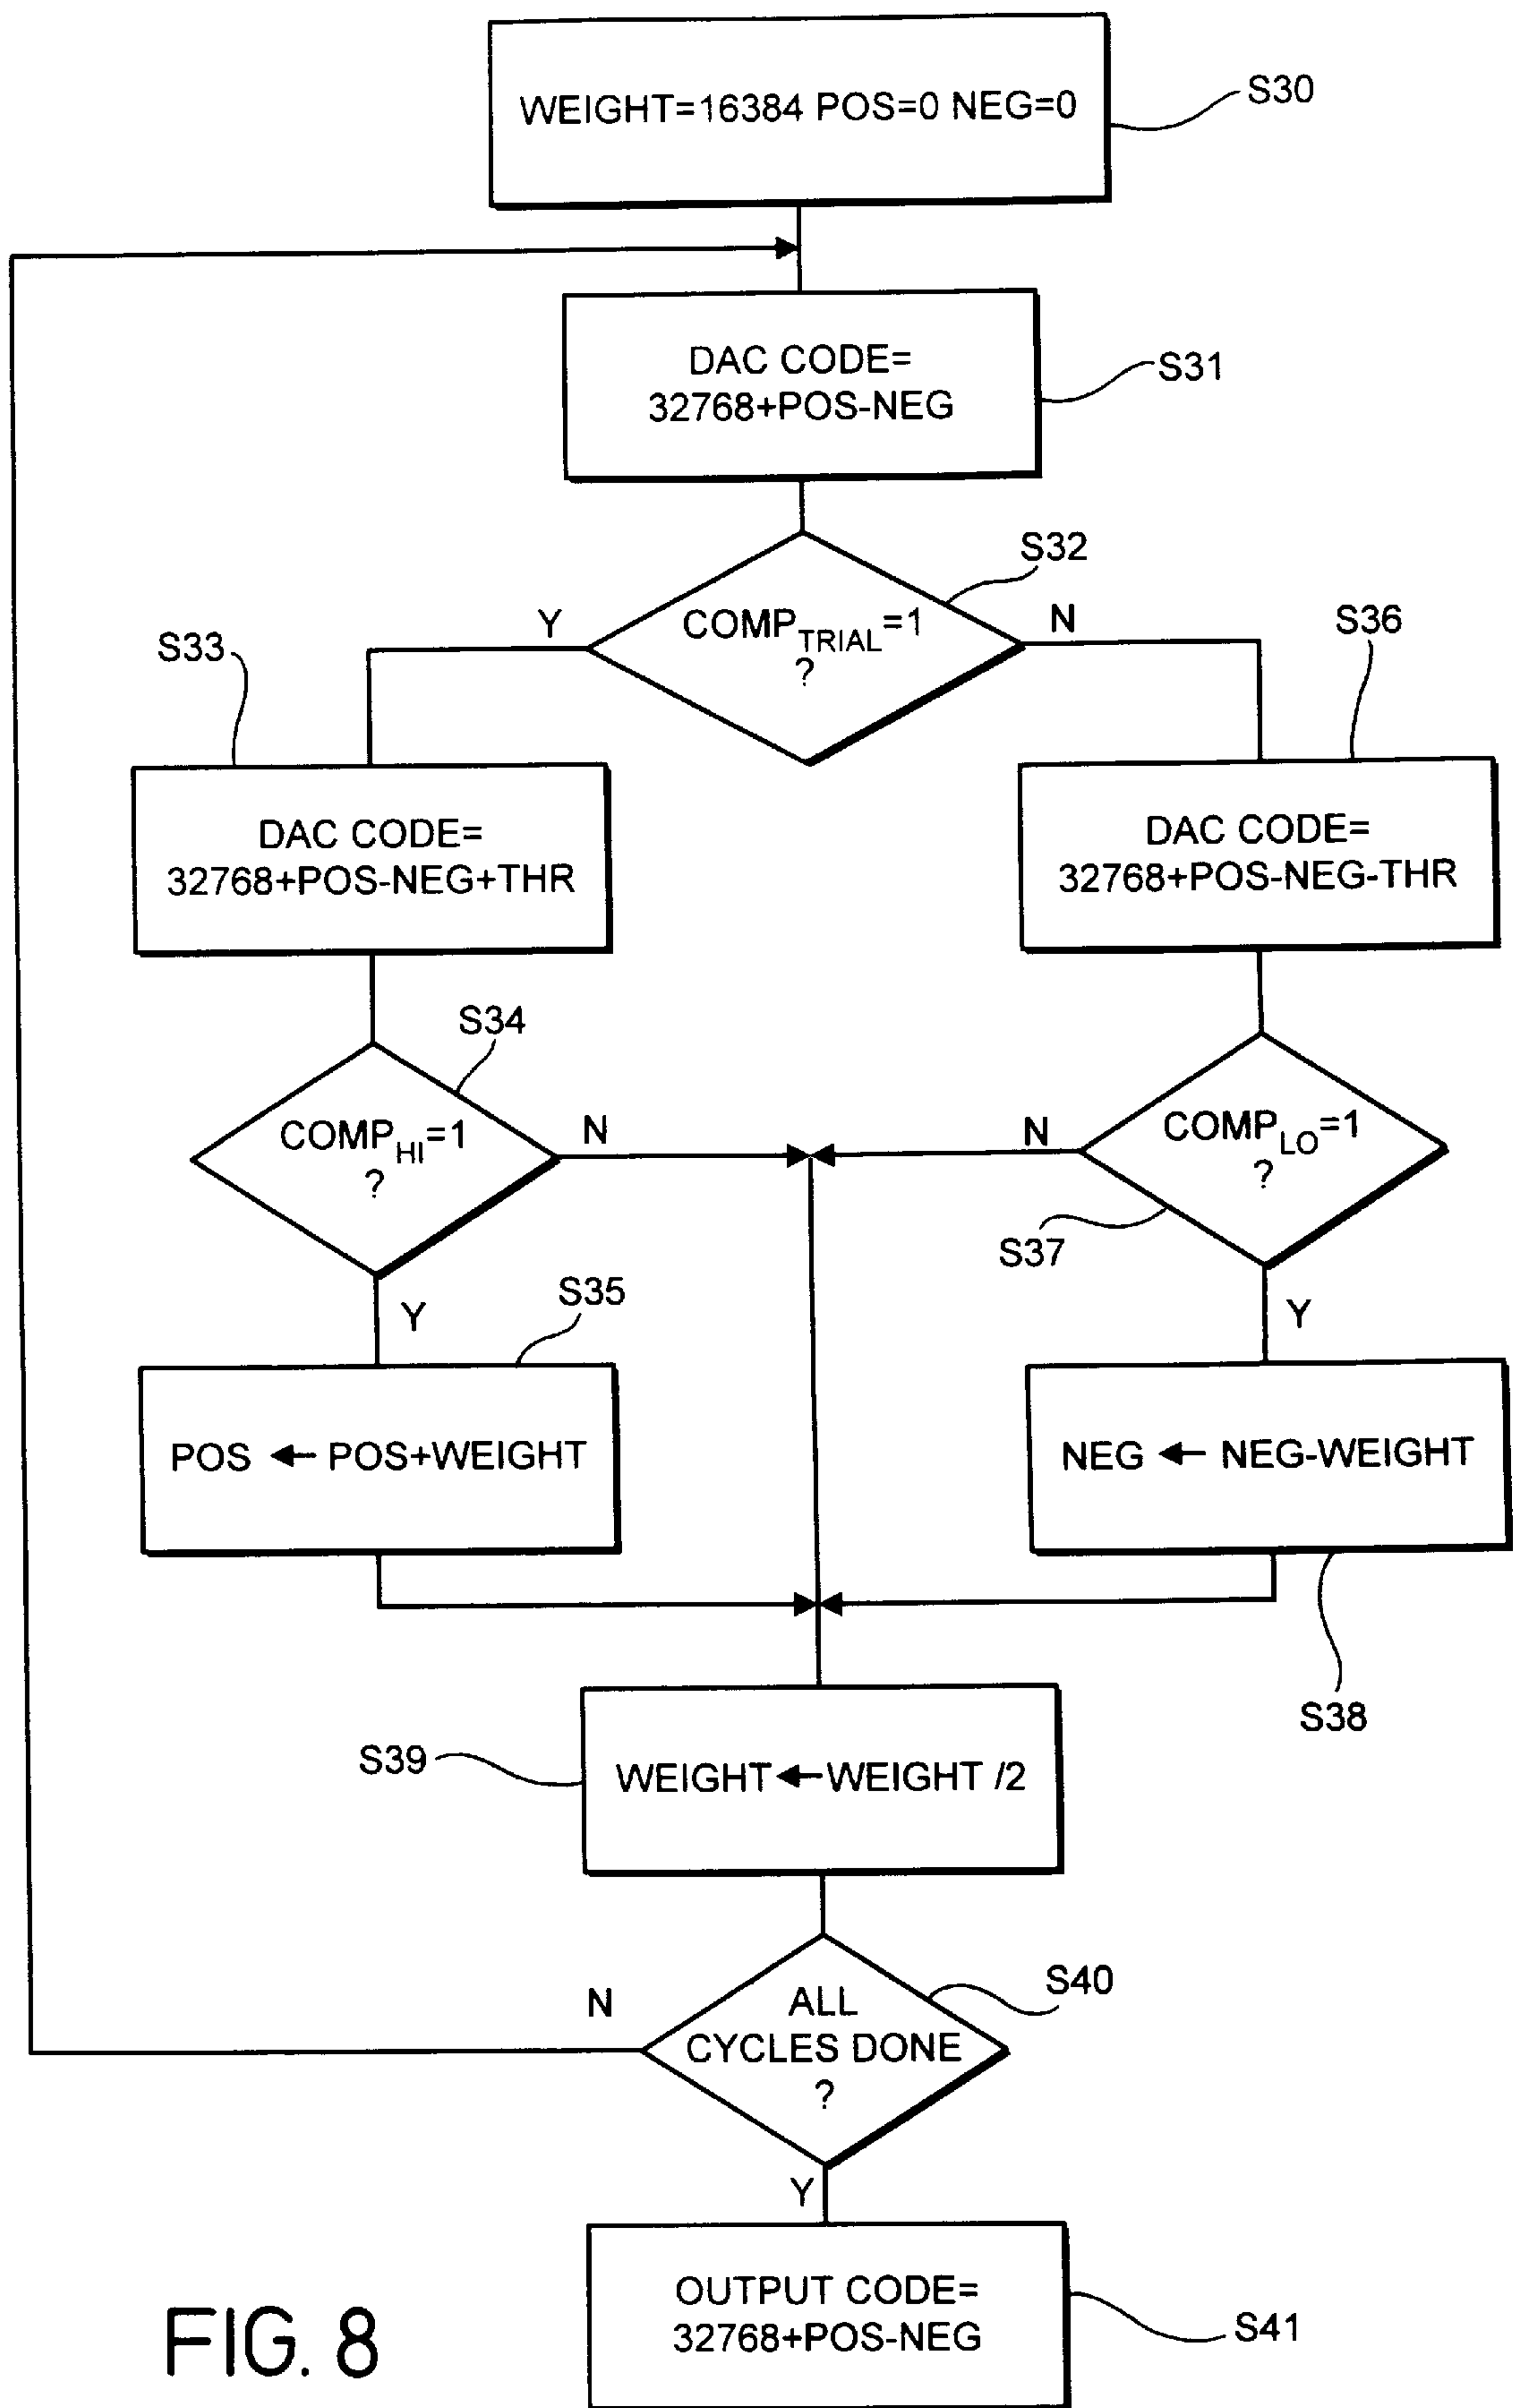 WEIGHT=16384 POS=0 NEG=0
S30
DAC CODE=
32768+POS-NEG
S31
S32
COMP_TRIAL=1
?
Y
N
S33
S36
DAC CODE=
32768+POS-NEG+THR
DAC CODE=
32768+POS-NEG-THR
S34
COMP_HI=1
?
N
N
COMP_LO=1
?
S37
Y
S35
Y
POS ← POS+WEIGHT
NEG ← NEG-WEIGHT
S38
S39
WEIGHT←WEIGHT /2
S40
N
ALL
CYCLES DONE
?
Y
OUTPUT CODE=
32768+POS-NEG
S41
FIG. 8